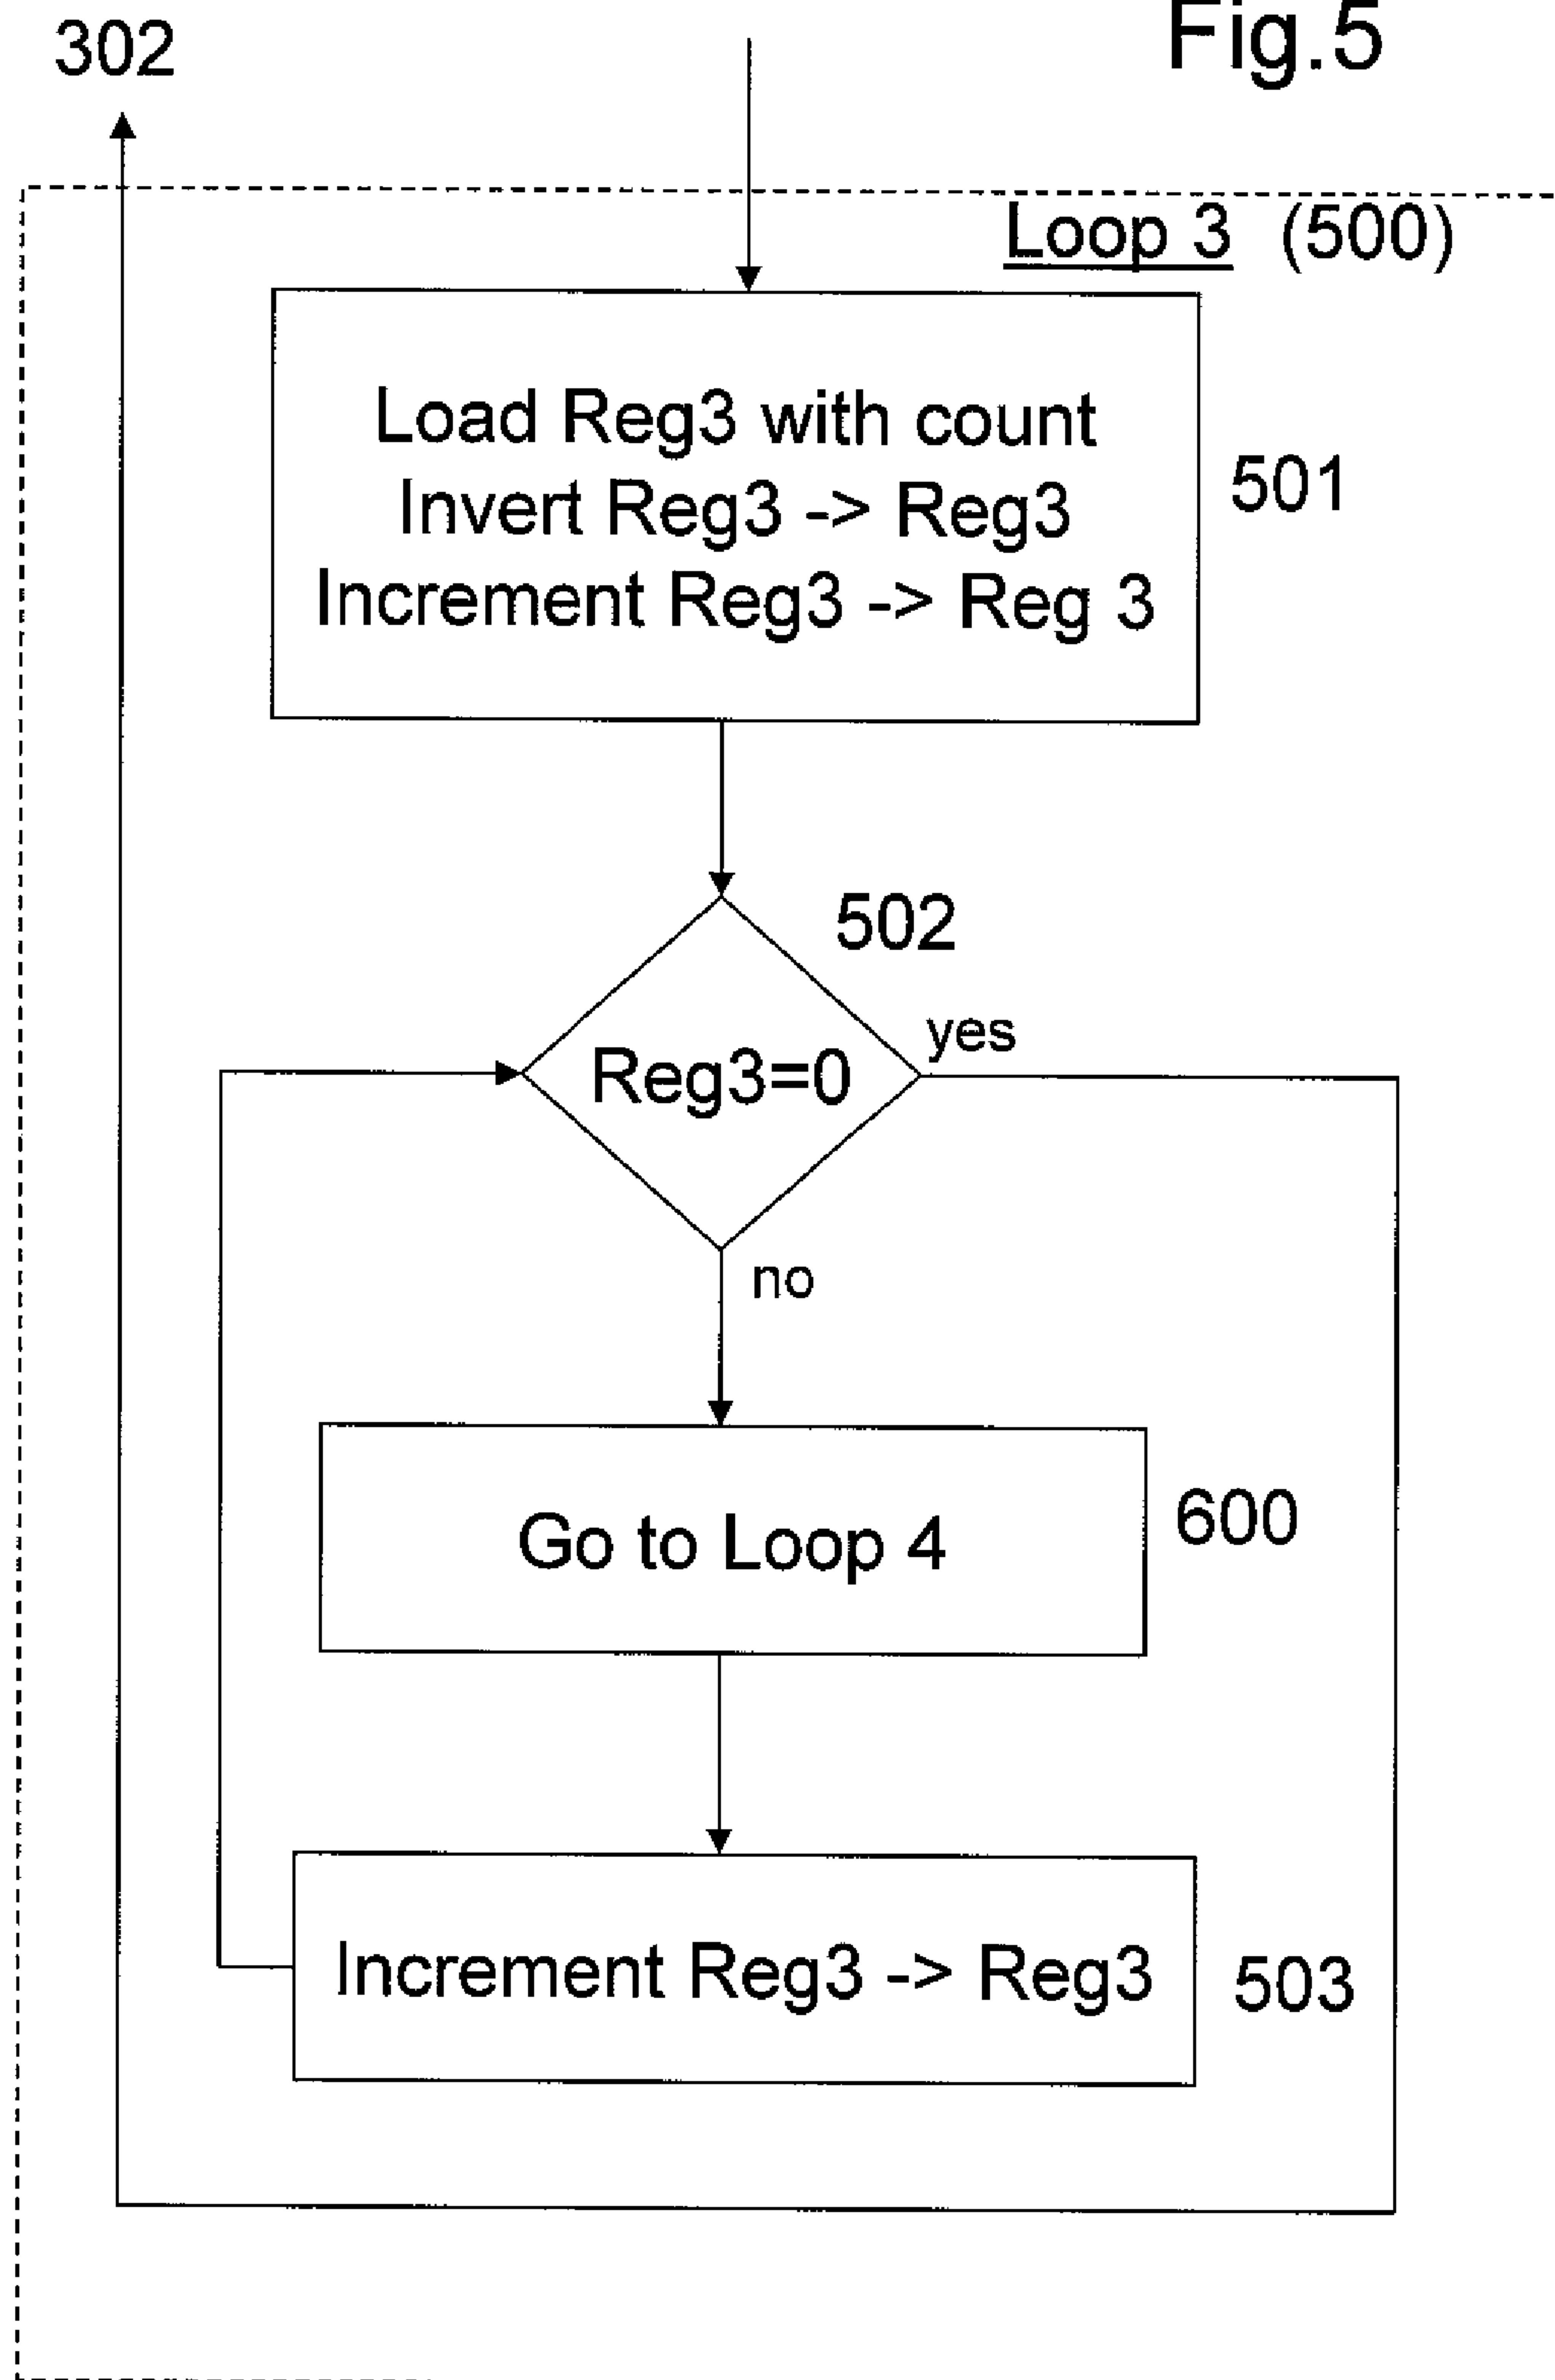 302
Fig.5
Loop 3 (500)
Load Reg3 with count
Invert Reg3 -> Reg3
Increment Reg3 -> Reg 3
501
502
Reg3=0
yes
no
Go to Loop 4
600
Increment Reg3 -> Reg3
503